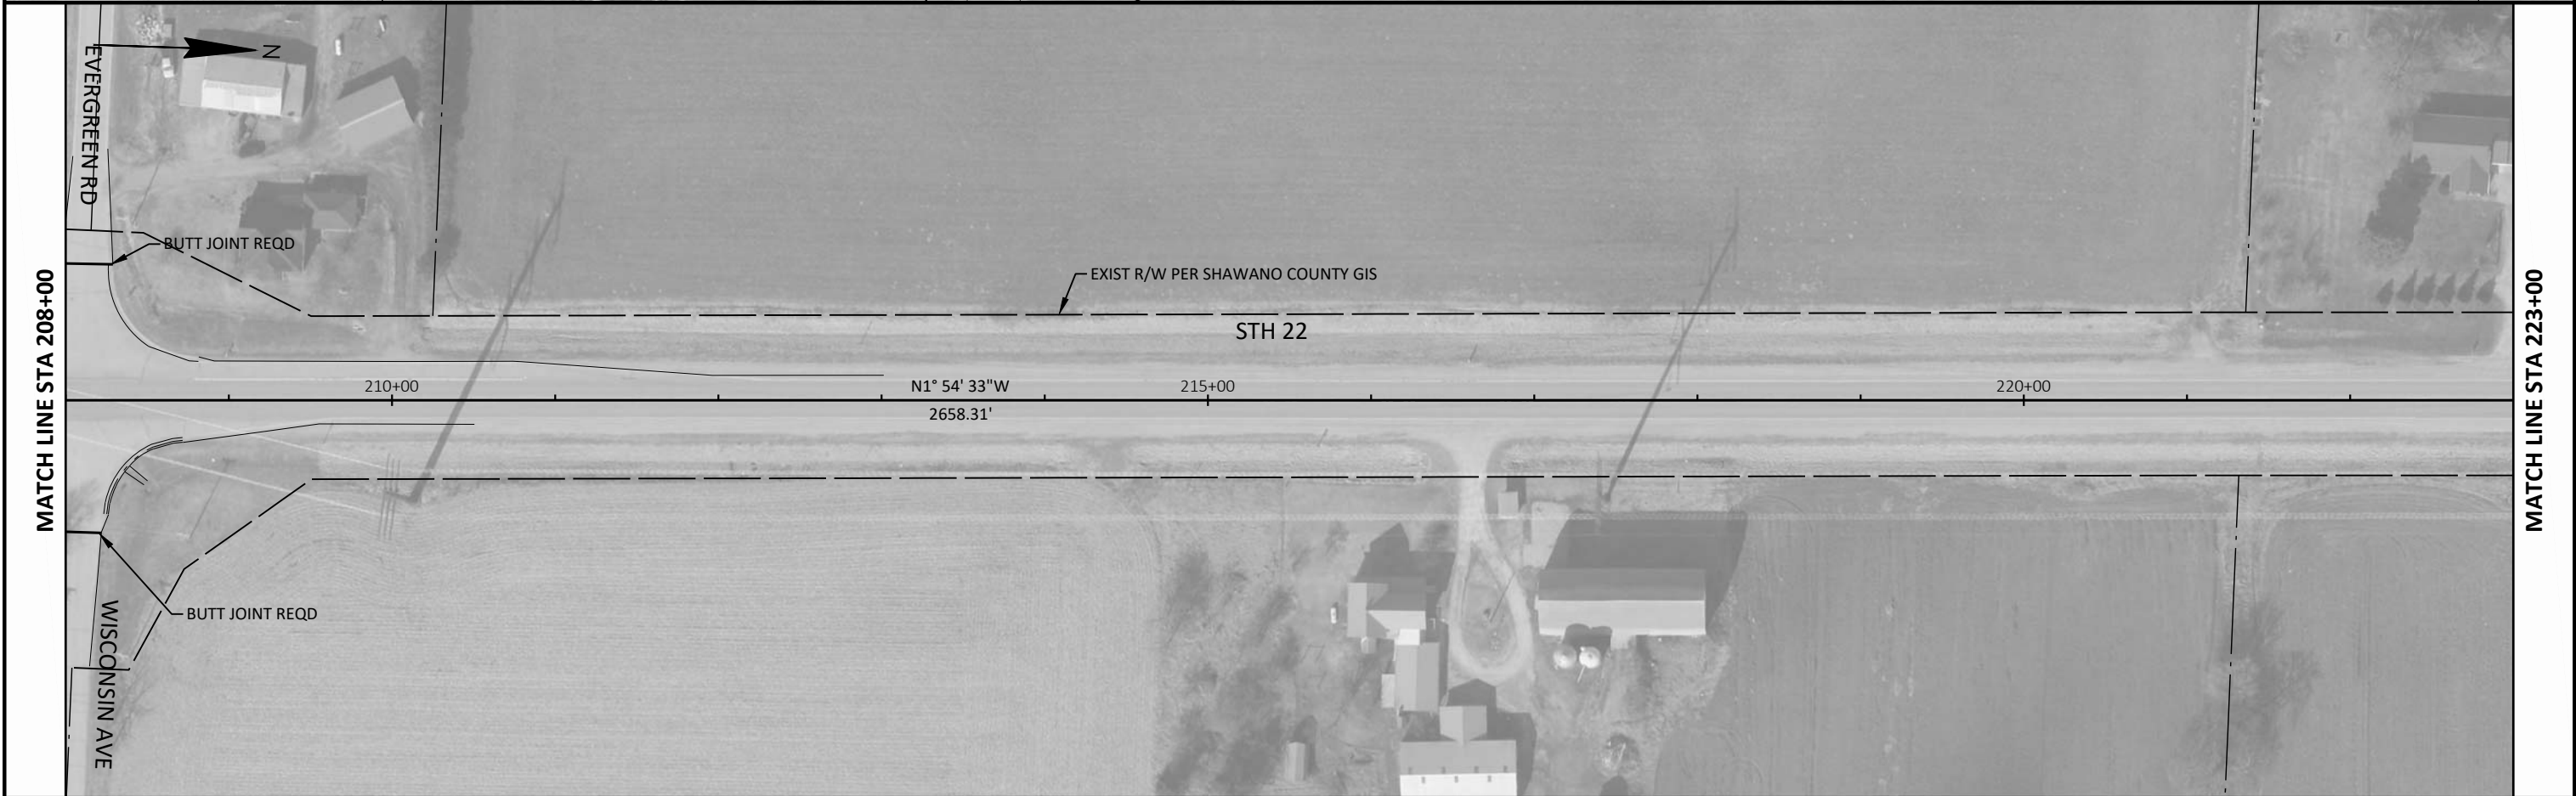 N
EVERGREEN RD
BUTT JOINT REQD
EXIST R/W PER SHAWANO COUNTY GIS
STH 22
MATCH LINE STA 208+00
210+00
N1° 54' 33"W
2658.31'
215+00
220+00
MATCH LINE STA 223+00
BUTT JOINT REQD
WISCONSIN AVE